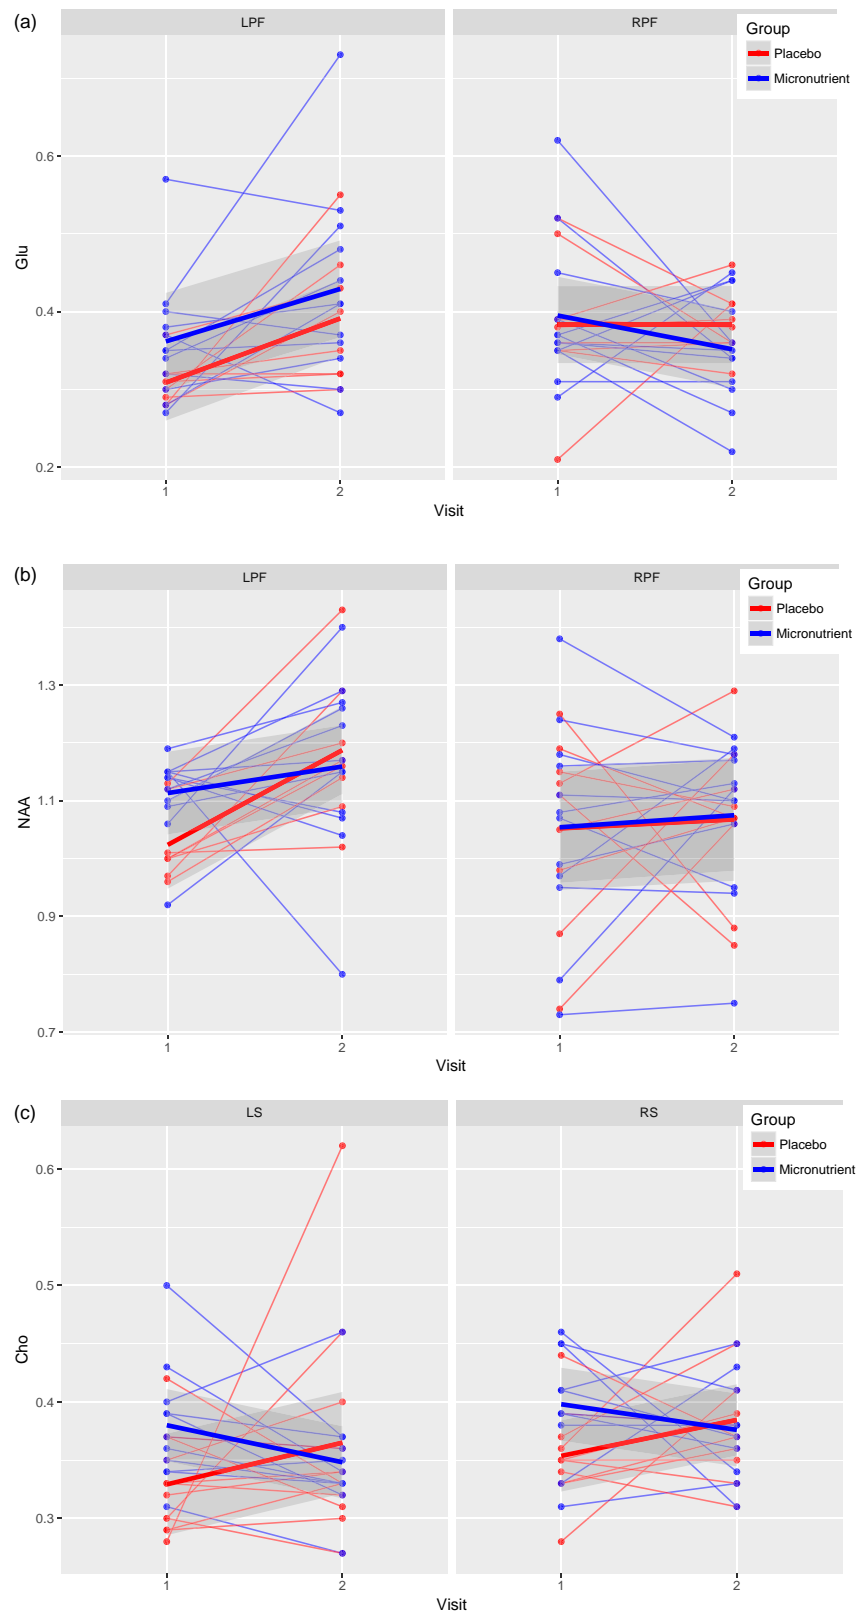 (a)
LPF
RPF
Group
Placebo
Micronutrient
Glu
0.6
0.4
0.2
1
2
1
2
Visit
(b)
LPF
RPF
Group
Placebo
Micronutrient
NAA
1.3
1.1
0.9
0.7
1
2
1
2
Visit
(c)
LS
RS
Group
Placebo
Micronutrient
Cho
0.6
0.5
0.4
0.3
1
2
1
2
Visit